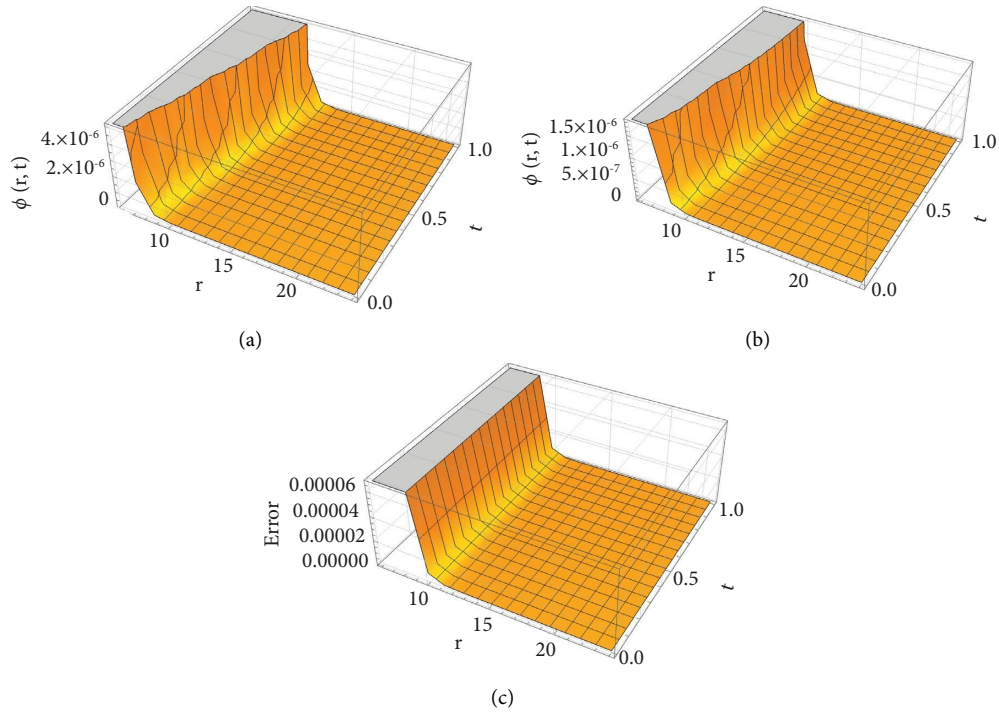 4.×10⁻⁶
2.×10⁻⁶
0
ϕ (r, t)
10
15
20
r
0.0
0.5
1.0
t
(a)
1.5×10⁻⁶
1.×10⁻⁶
5.×10⁻⁷
0
ϕ (r, t)
10
15
20
r
0.0
0.5
1.0
t
(b)
0.00006
0.00004
0.00002
0.00000
Error
10
15
20
r
0.0
0.5
1.0
t
(c)